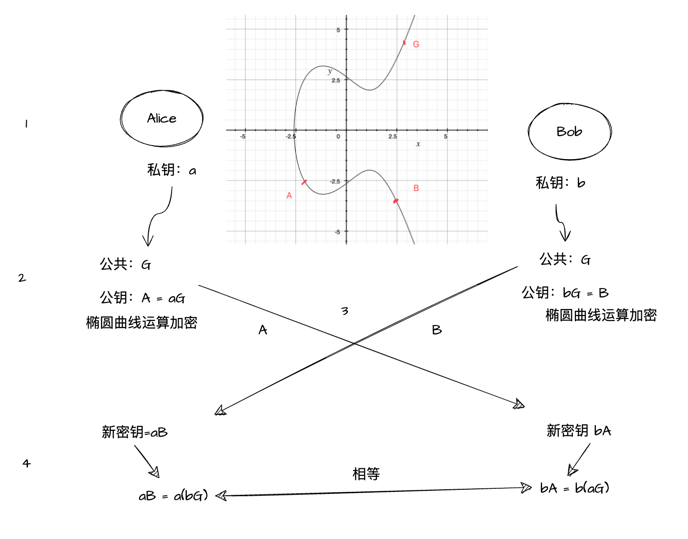 5
G
y
2.5
Alice
Bob
1
-5
-2.5
0
2.5
5
x
私钥：a
私钥：b
-2.5
A
B
-5
公共：G
公共：G
2
公钥：A = aG
公钥：bG = B
椭圆曲线运算加密
椭圆曲线运算加密
3
A
B
新密钥=aB
新密钥 bA
4
相等
aB = a(bG)
bA = b(aG)